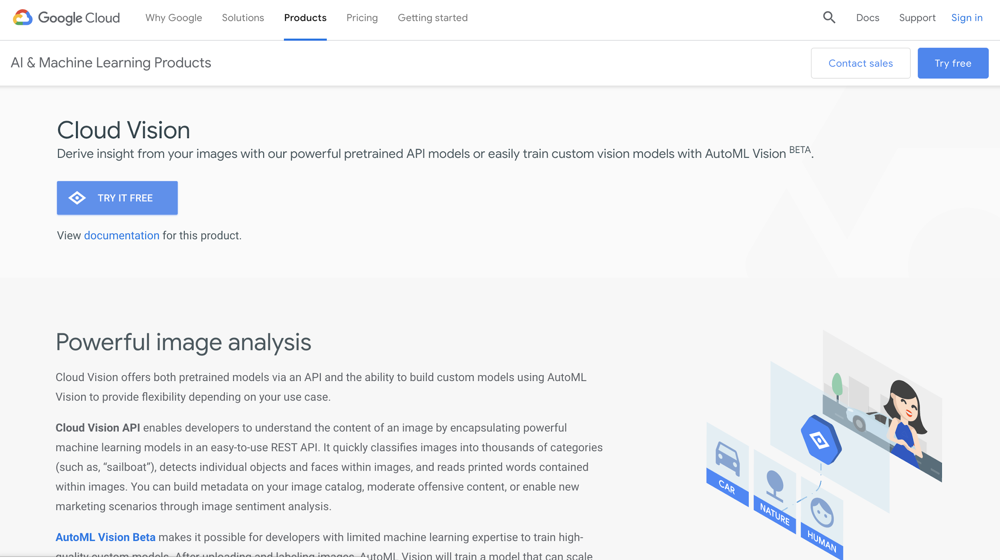 Google Cloud
Why Google
Solutions
Products
Pricing
Getting started
Docs
Support
Sign in
AI & Machine Learning Products
Contact sales
Try free
Cloud Vision
Derive insight from your images with our powerful pretrained API models or easily train custom vision models with AutoML Vision BETA.
TRY IT FREE
View documentation for this product.
Powerful image analysis
Cloud Vision offers both pretrained models via an API and the ability to build custom models using AutoML
Vision to provide flexibility depending on your use case.
Cloud Vision API enables developers to understand the content of an image by encapsulating powerful
machine learning models in an easy-to-use REST API. It quickly classifies images into thousands of categories
(such as, “sailboat”), detects individual objects and faces within images, and reads printed words contained
within images. You can build metadata on your image catalog, moderate offensive content, or enable new
marketing scenarios through image sentiment analysis.
AutoML Vision Beta makes it possible for developers with limited machine learning expertise to train high-
quality custom models. After uploading and labeling images, AutoML Vision will train a model that can scale
CAR
NATURE
HUMAN